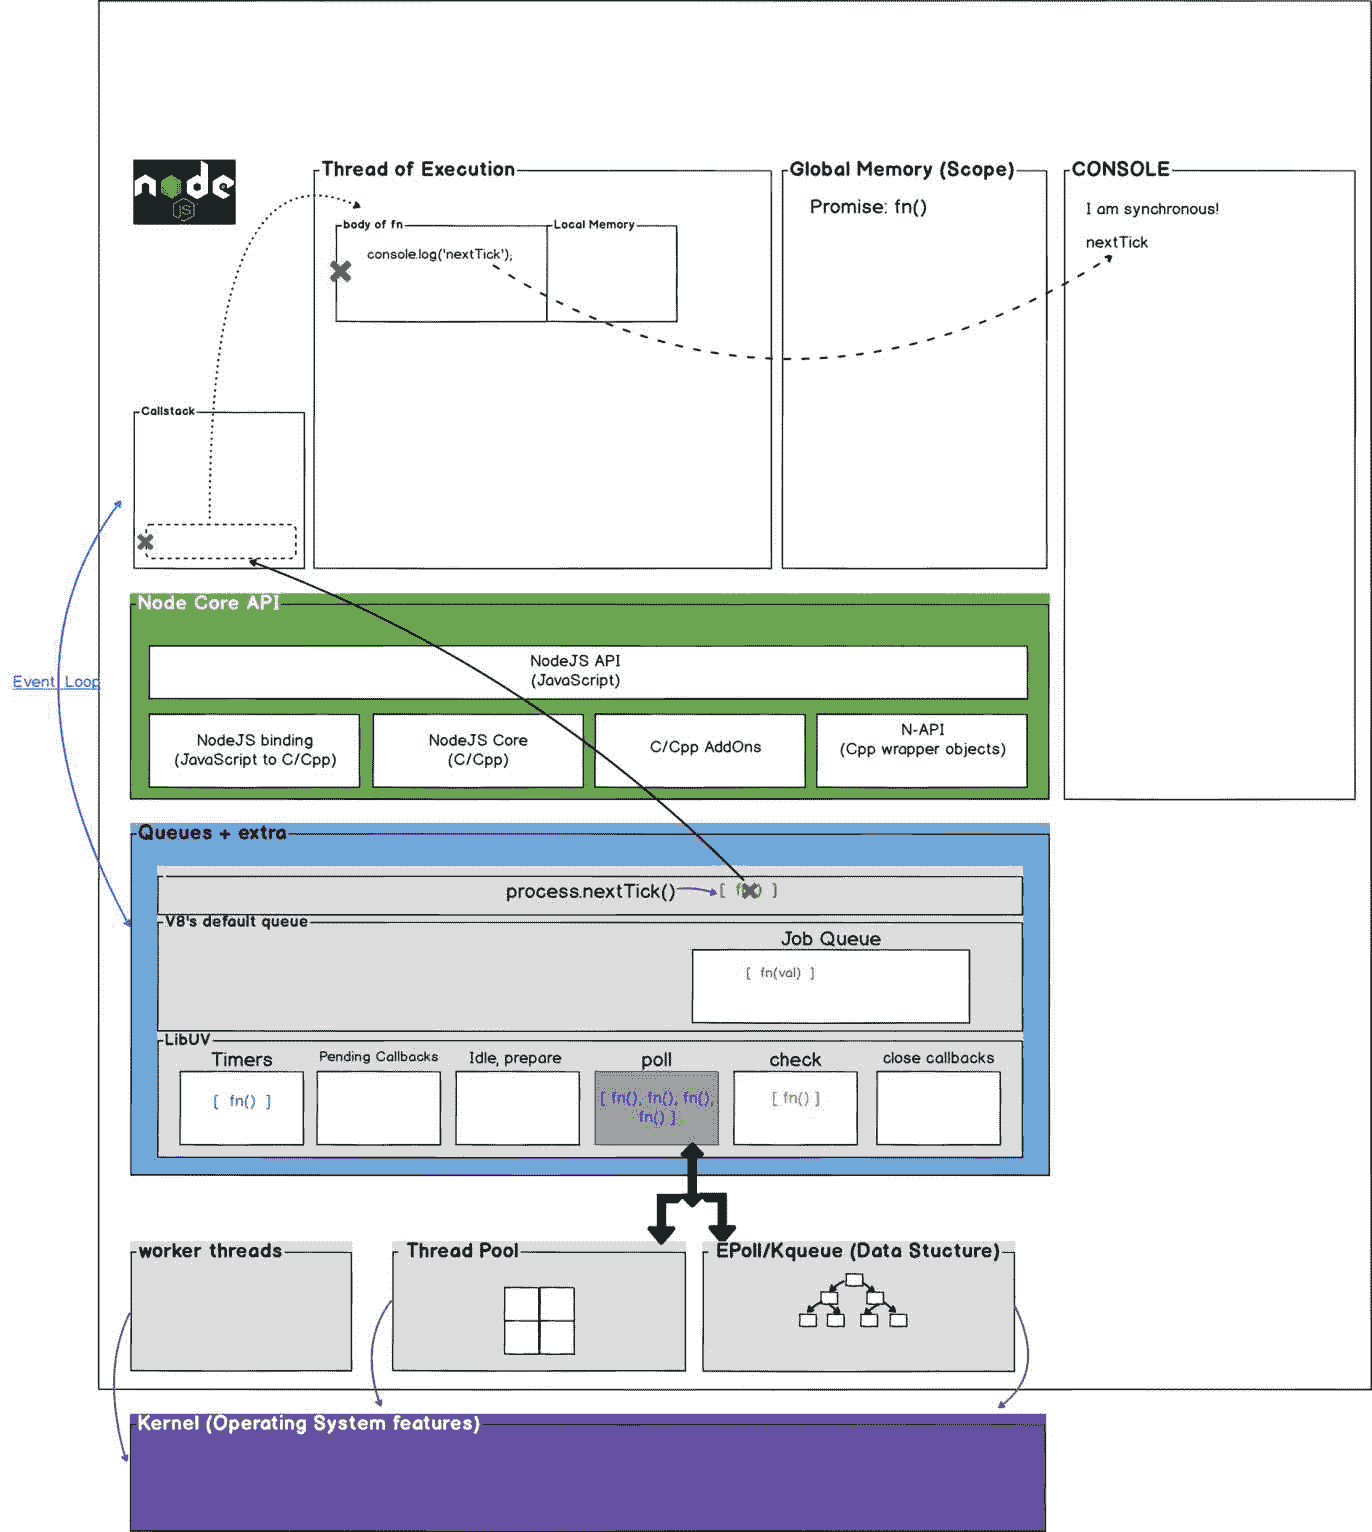 node
JS
Thread of Execution
body of fn
console.log('nextTick');
Local Memory
Global Memory (Scope)
Promise: fn()
CONSOLE
I am synchronous!
nextTick
Callstack
Event Loop
Node Core API
NodeJS API
(JavaScript)
NodeJS binding
(JavaScript to C/Cpp)
NodeJS Core
(C/Cpp)
C/Cpp AddOns
N-API
(Cpp wrapper objects)
Queues + extra
process.nextTick()
[ fn() ]
V8's default queue
Job Queue
[ fn(val) ]
LibUV
Timers
[ fn() ]
Pending Callbacks
Idle, prepare
poll
[ fn(), fn(), fn(),
fn() ]
check
[ fn() ]
close callbacks
worker threads
Thread Pool
EPoll/Kqueue (Data Stucture)
Kernel (Operating System features)